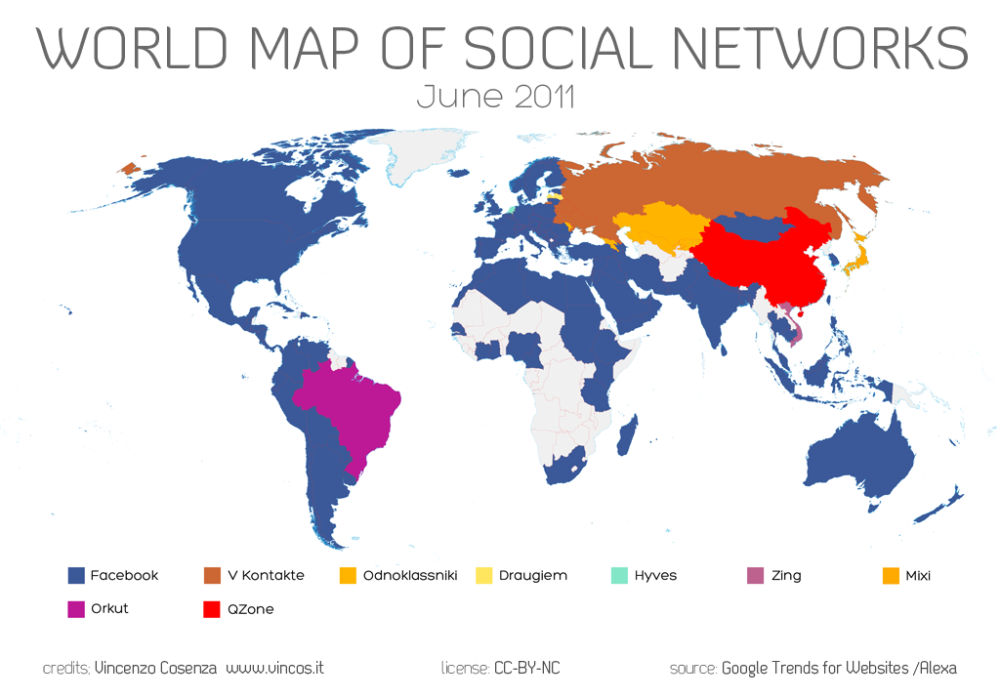 WORLD MAP OF SOCIAL NETWORKS
June 2011
Facebook V Kontakte Odnoklassniki Draugiem Hyves Zing Mixi
Orkut QZone
credits: Vincenzo Cosenza www.vincos.it license: CC-BY-NC source: Google Trends for Websites /Alexa